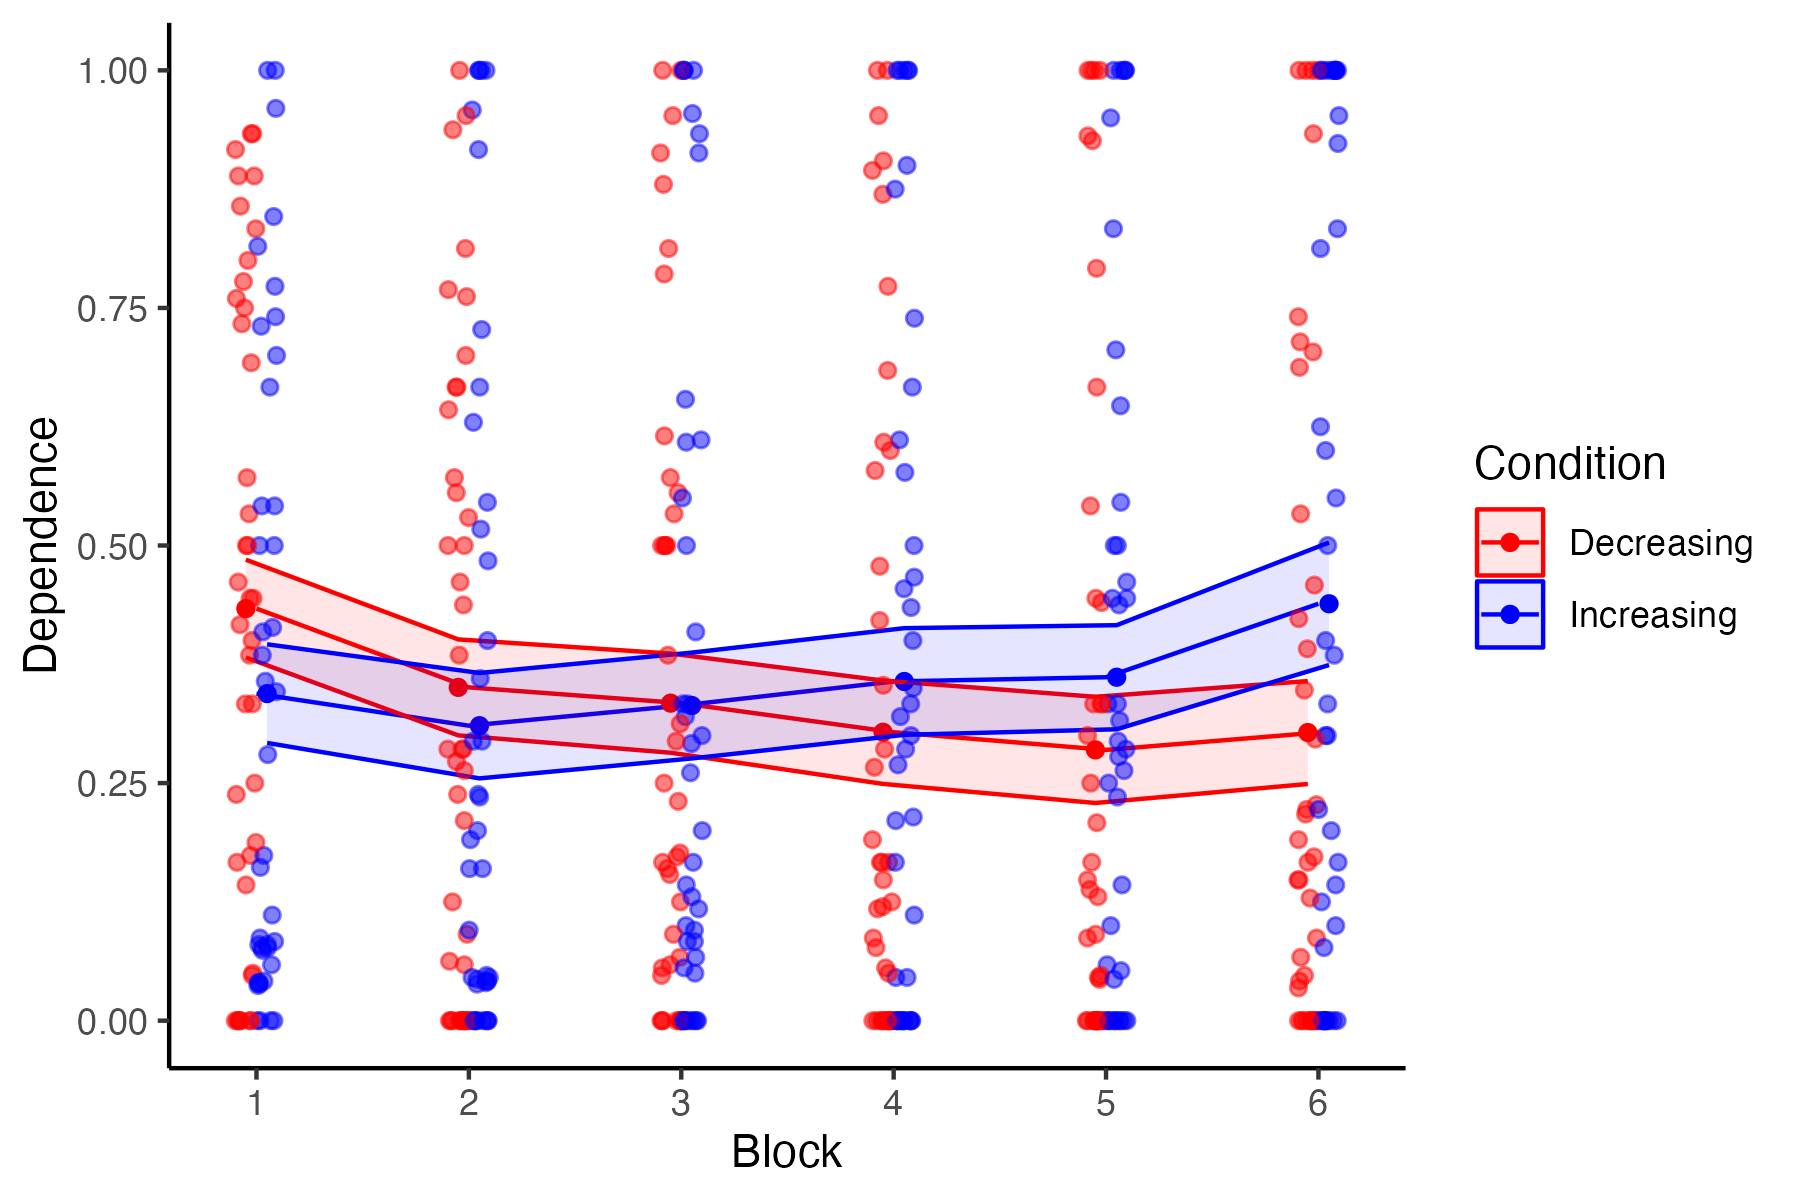 1.00
0.75
0.50
0.25
0.00
Dependence
1 2 3 4 5 6
Block
Condition
Decreasing
Increasing